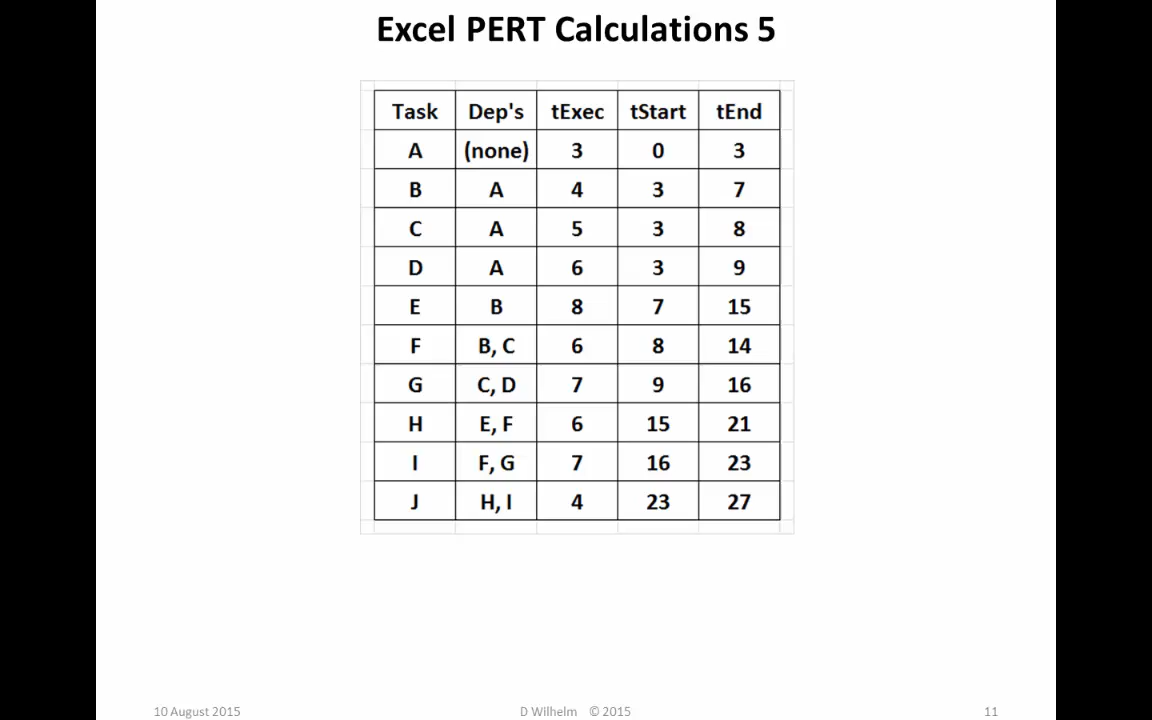 Excel PERT Calculations 5
Task Dep's tExec tStart tEnd
A (none) 3 0 3
B A 4 3 7
C A 5 3 8
D A 6 3 9
E B 8 7 15
F B, C 6 8 14
G C, D 7 9 16
H E, F 6 15 21
I F, G 7 16 23
J H, I 4 23 27
10 August 2015 D Wilhelm © 2015 11